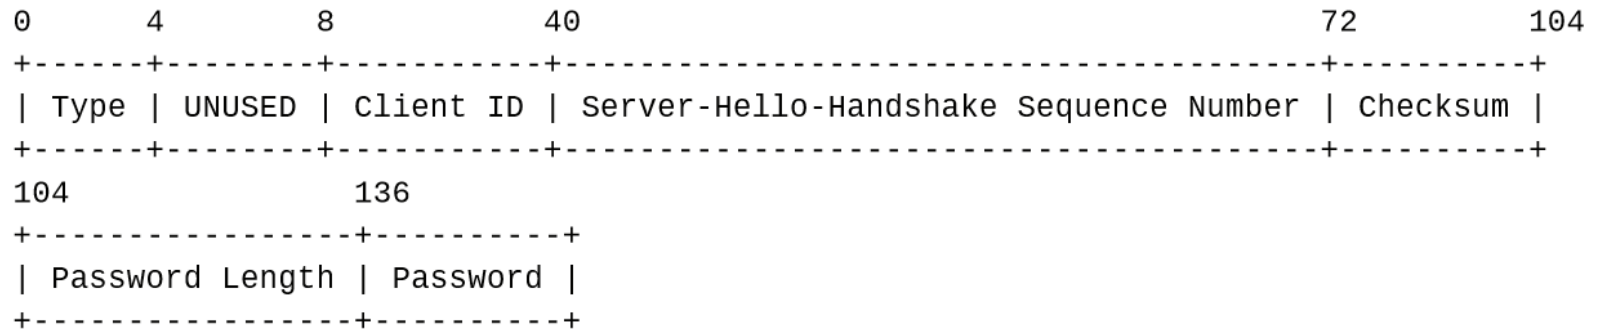 0      4        8           40                                       72         104
+------+--------+-----------+----------------------------------------+----------+
| Type | UNUSED | Client ID | Server-Hello-Handshake Sequence Number | Checksum |
+------+--------+-----------+----------------------------------------+----------+
104               136
+-----------------+----------+
| Password Length | Password |
+-----------------+----------+